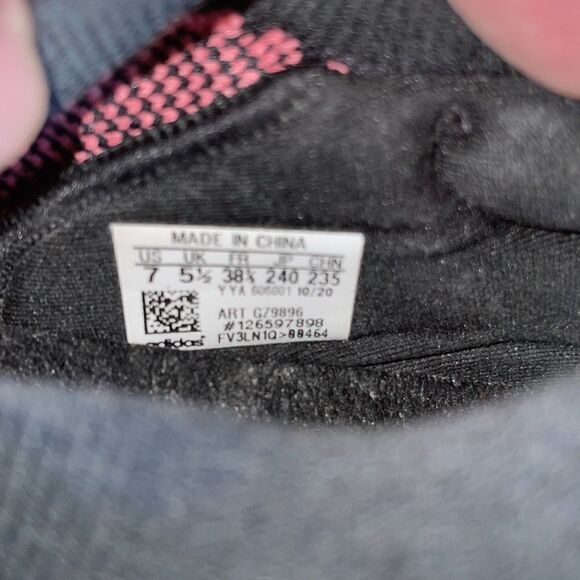 MADE IN CHINA
US UK FR JP CHN
7 5½ 38⅔ 240 235
YYA 606001 10/20
ART GZ9896
#126597898
FV3LN1Q>00464
adidas